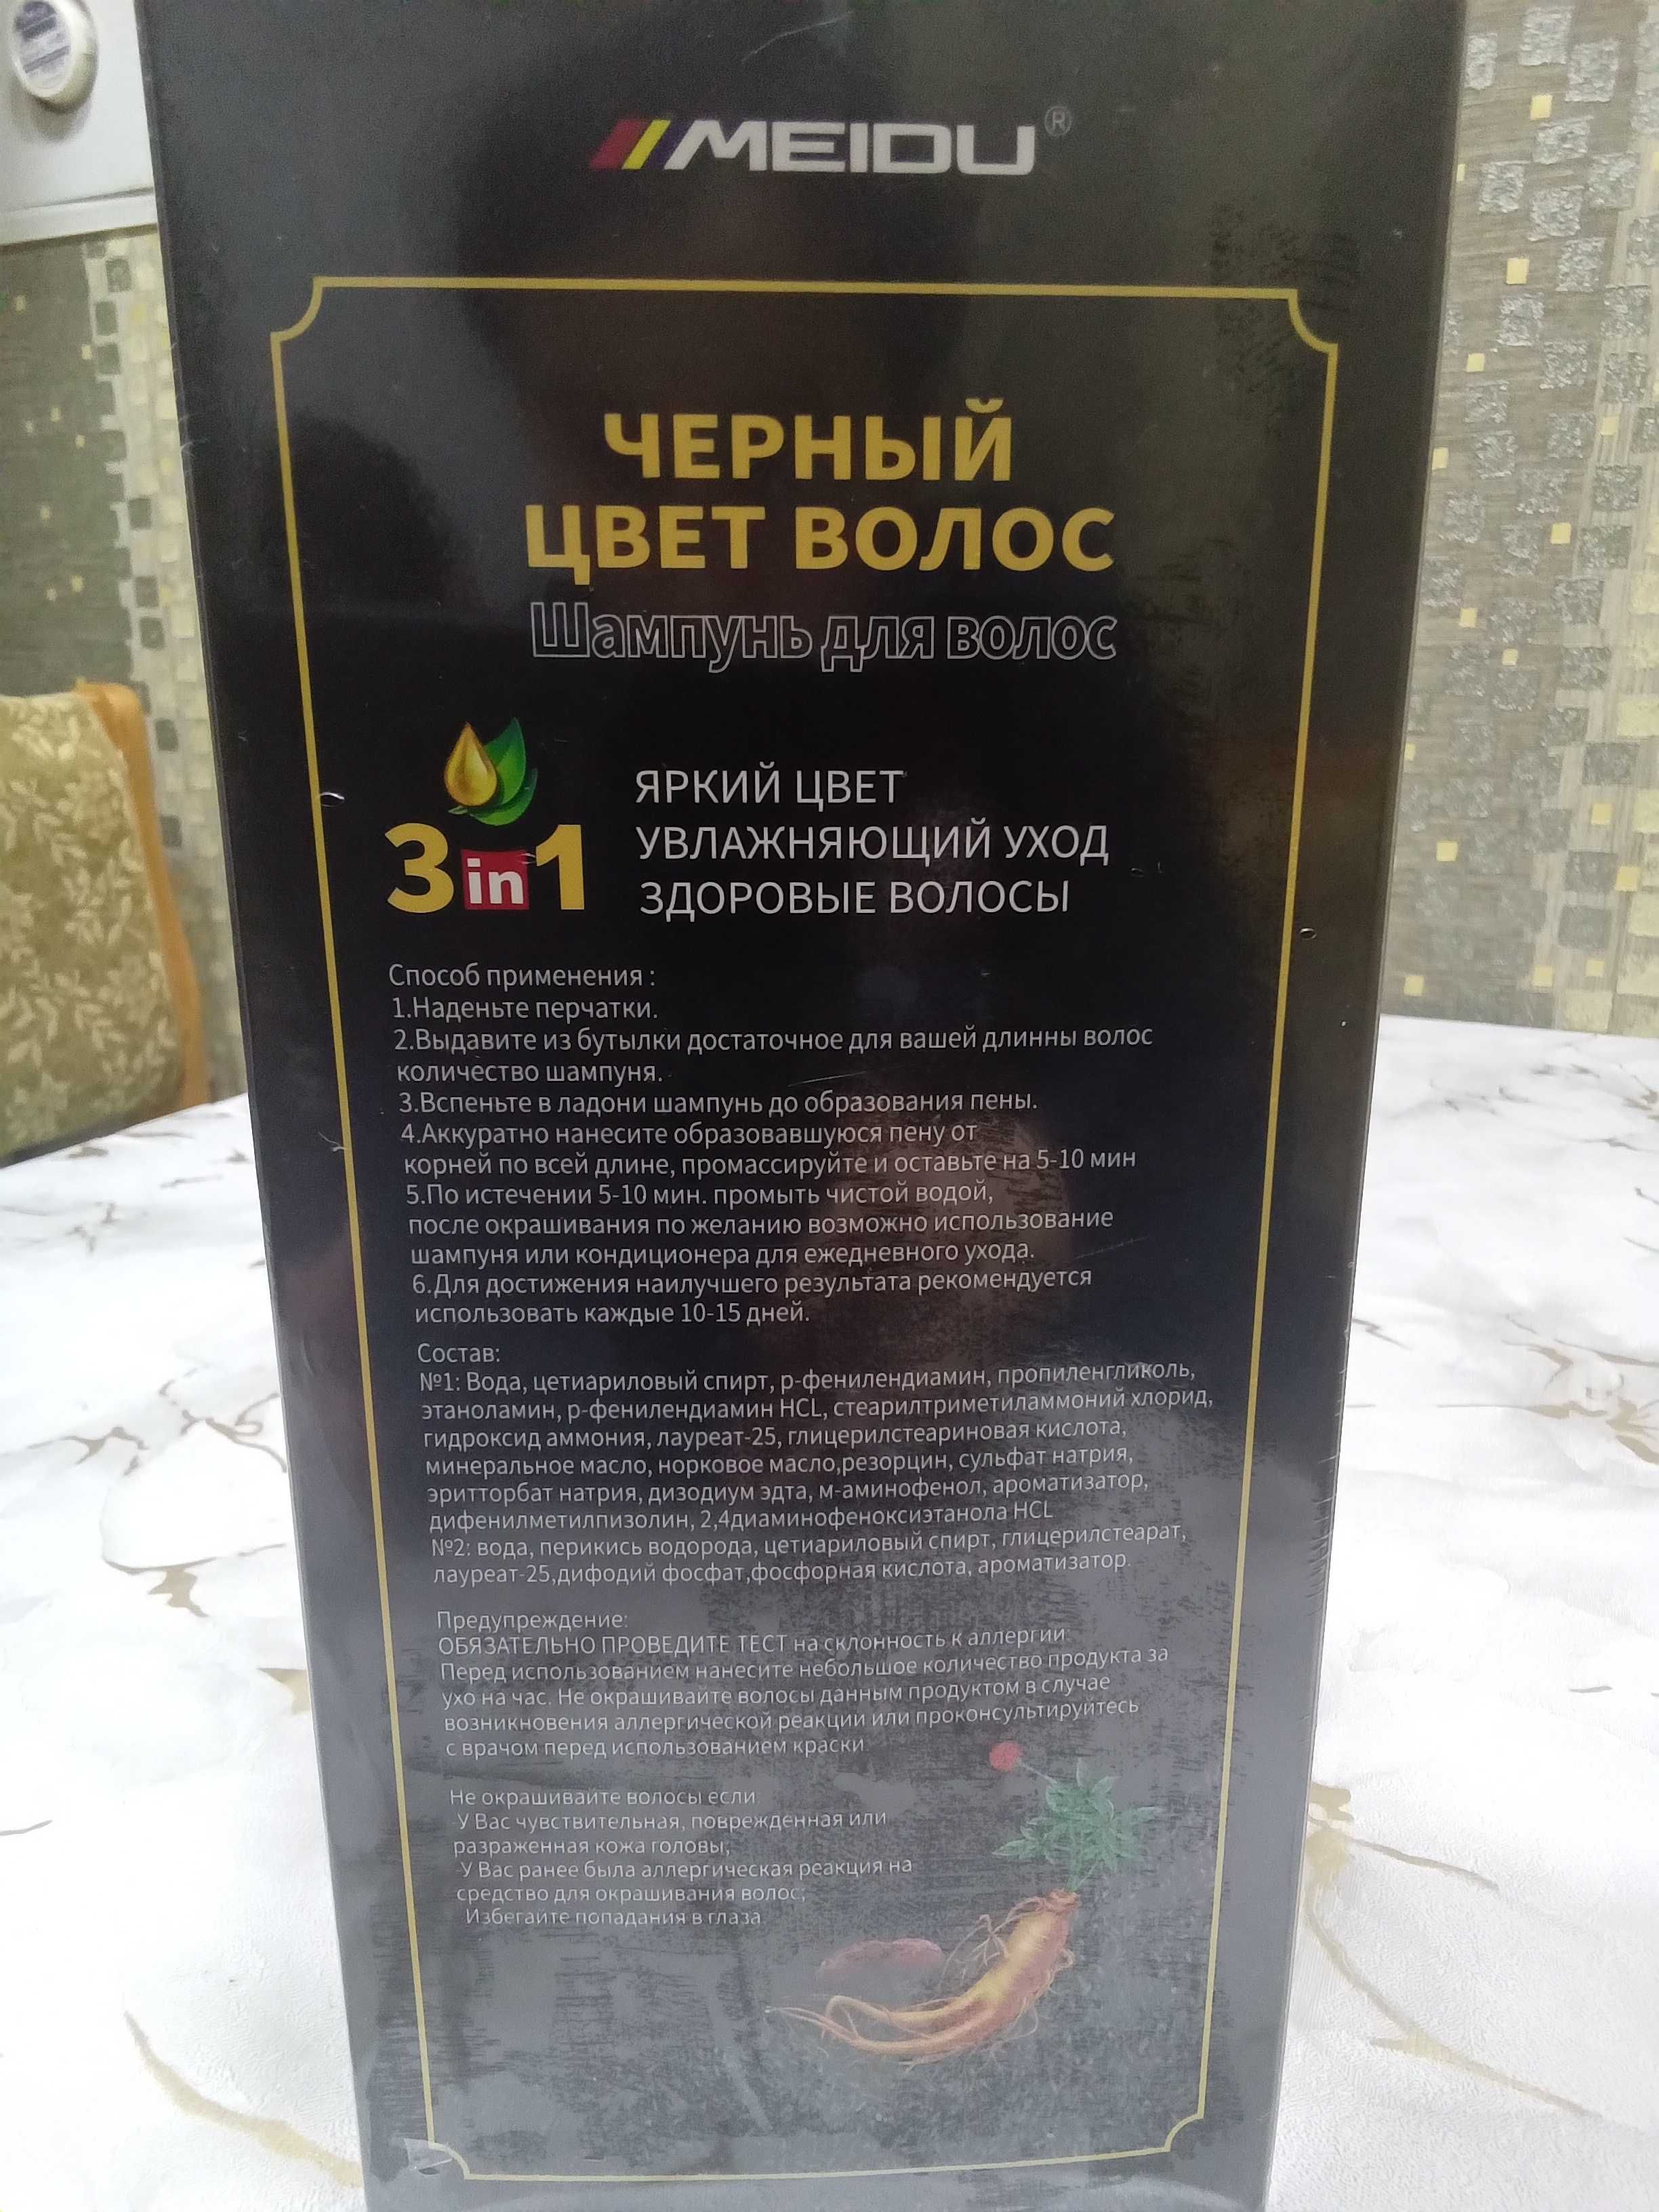 MEIDU®
ЧЕРНЫЙ
ЦВЕТ ВОЛОС
Шампунь для волос
3 in 1
ЯРКИЙ ЦВЕТ
УВЛАЖНЯЮЩИЙ УХОД
ЗДОРОВЫЕ ВОЛОСЫ
Способ применения :
1.Наденьте перчатки.
2.Выдавите из бутылки достаточное для вашей длинны волос
количество шампуня.
3.Вспеньте в ладони шампунь до образования пены.
4.Аккуратно нанесите образовавшуюся пену от
корней по всей длине, промассируйте и оставьте на 5-10 мин
5.По истечении 5-10 мин. промыть чистой водой,
после окрашивания по желанию возможно использование
шампуня или кондиционера для ежедневного ухода.
6.Для достижения наилучшего результата рекомендуется
использовать каждые 10-15 дней.
Состав:
№1: Вода, цетиариловый спирт, р-фенилендиамин, пропиленгликоль,
этаноламин, р-фенилендиамин HCL, стеарилтриметиламмоний хлорид,
гидроксид аммония, лауреат-25, глицерилстеариновая кислота,
минеральное масло, норковое масло,резорцин, сульфат натрия,
эритторбат натрия, дизодиум эдта, м-аминофенол, ароматизатор,
дифенилметилпизолин, 2,4диаминофеноксиэтанола HCL
№2: вода, перикись водорода, цетиариловый спирт, глицерилстеарат,
лауреат-25,дифодий фосфат,фосфорная кислота, ароматизатор.
Предупреждение:
ОБЯЗАТЕЛЬНО ПРОВЕДИТЕ ТЕСТ на склонность к аллергии.
Перед использованием нанесите небольшое количество продукта за
ухо на час. Не окрашивайте волосы данным продуктом в случае
возникновения аллергической реакции или проконсультируйтесь
с врачом перед использованием краски
Не окрашивайте волосы если
У Вас чувствительная, поврежденная или
разраженная кожа головы;
У Вас ранее была аллергическая реакция на
средство для окрашивания волос;
Избегайте попадания в глаза